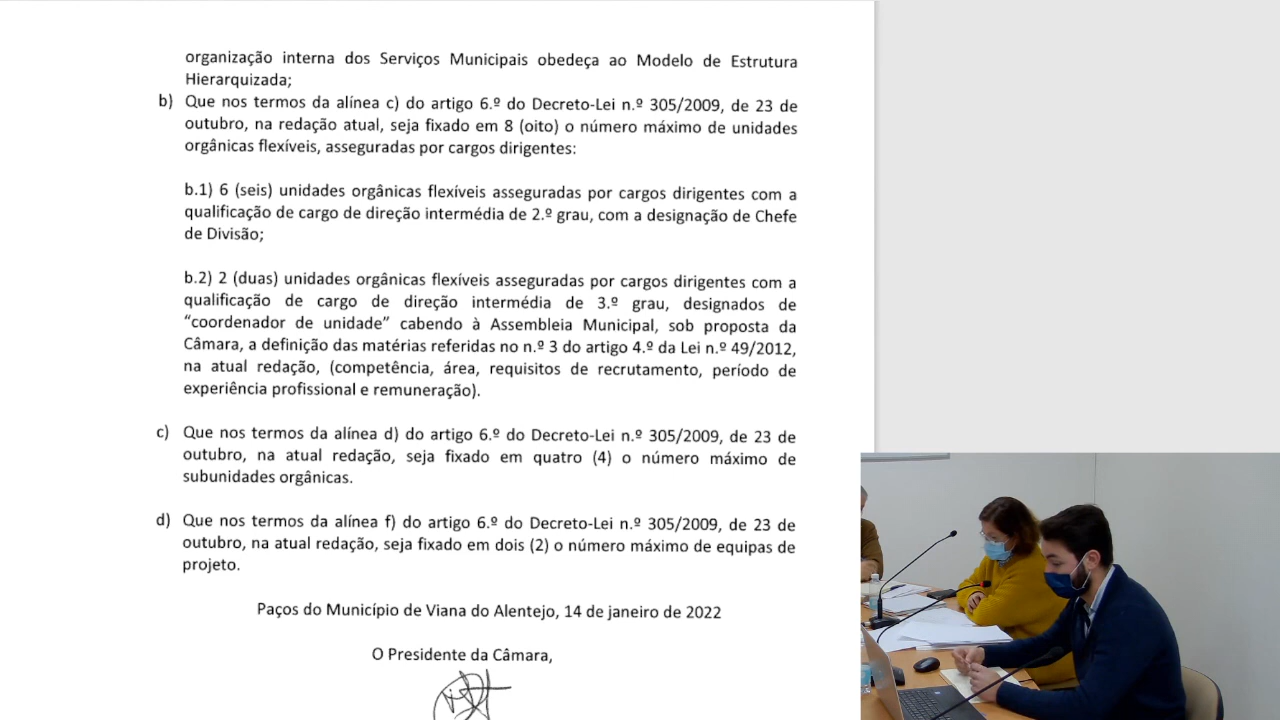 organização interna dos Serviços Municipais obedeça ao Modelo de Estrutura
Hierarquizada;
b) Que nos termos da alínea c) do artigo 6.º do Decreto-Lei n.º 305/2009, de 23 de
outubro, na redação atual, seja fixado em 8 (oito) o número máximo de unidades
orgânicas flexíveis, asseguradas por cargos dirigentes:
b.1) 6 (seis) unidades orgânicas flexíveis asseguradas por cargos dirigentes com a
qualificação de cargo de direção intermédia de 2.º grau, com a designação de Chefe
de Divisão;
b.2) 2 (duas) unidades orgânicas flexíveis asseguradas por cargos dirigentes com a
qualificação de cargo de direção intermédia de 3.º grau, designados de
“coordenador de unidade” cabendo à Assembleia Municipal, sob proposta da
Câmara, a definição das matérias referidas no n.º 3 do artigo 4.º da Lei n.º 49/2012,
na atual redação, (competência, área, requisitos de recrutamento, período de
experiência profissional e remuneração).
c) Que nos termos da alínea d) do artigo 6.º do Decreto-Lei n.º 305/2009, de 23 de
outubro, na atual redação, seja fixado em quatro (4) o número máximo de
subunidades orgânicas.
d) Que nos termos da alínea f) do artigo 6.º do Decreto-Lei n.º 305/2009, de 23 de
outubro, na atual redação, seja fixado em dois (2) o número máximo de equipas de
projeto.
Paços do Município de Viana do Alentejo, 14 de janeiro de 2022
O Presidente da Câmara,